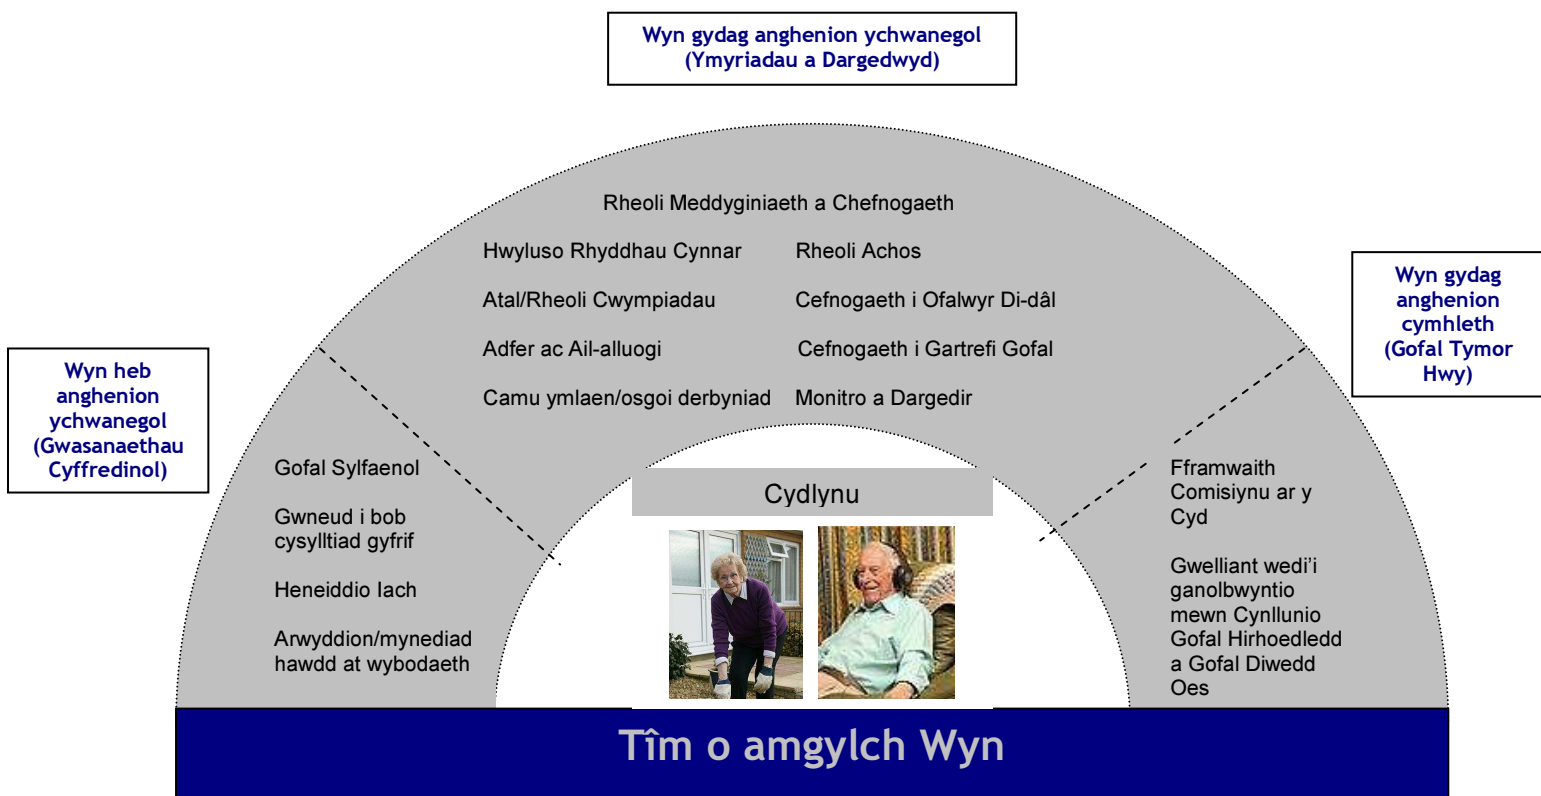 Wyn gydag anghenion ychwanegol
(Ymyriadau a Dargedwyd)
Rheoli Meddyginiaeth a Chefnogaeth
Hwyluso Rhyddhau Cynnar
Rheoli Achos
Atal/Rheoli Cwympiadau
Cefnogaeth i Ofalwyr Di-dâl
Adfer ac Ail-alluogi
Cefnogaeth i Gartrefi Gofal
Camu ymlaen/osgoi derbyniad
Monitro a Dargedir
Wyn gydag
anghenion
cymhleth
(Gofal Tymor
Hwy)
Wyn heb
anghenion
ychwanegol
(Gwasanaethau
Cyffredinol)
Gofal Sylfaenol
Gwneud i bob
cysylltiad gyfrif
Heneiddio Iach
Arwyddion/mynediad
hawdd at wybodaeth
Cydlynu
Fframwaith
Comisiynu ar y
Cyd
Gwelliant wedi’i
ganolbwyntio
mewn Cynllunio
Gofal Hirhoedledd
a Gofal Diwedd
Oes
Tîm o amgylch Wyn